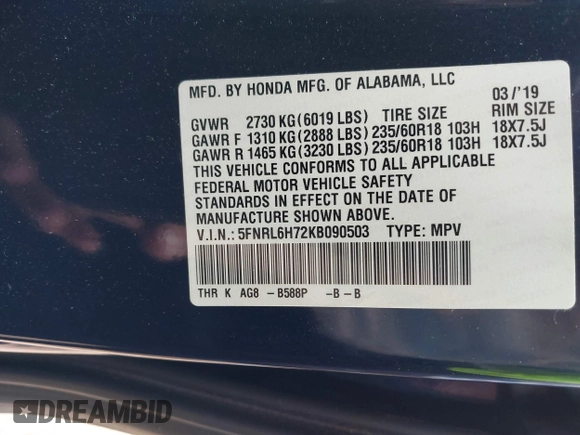 MFD. BY HONDA MFG. OF ALABAMA, LLC
03/'19
GVWR 2730 KG(6019 LBS) TIRE SIZE RIM SIZE
GAWR F 1310 KG(2888 LBS) 235/60R18 103H 18X7.5J
GAWR R 1465 KG(3230 LBS) 235/60R18 103H 18X7.5J
THIS VEHICLE CONFORMS TO ALL APPLICABLE
FEDERAL MOTOR VEHICLE SAFETY
STANDARDS IN EFFECT ON THE DATE OF
MANUFACTURE SHOWN ABOVE.
V.I.N.: 5FNRL6H72KB090503 TYPE: MPV
THR K AG8 - B588P -B - B
DREAMBID